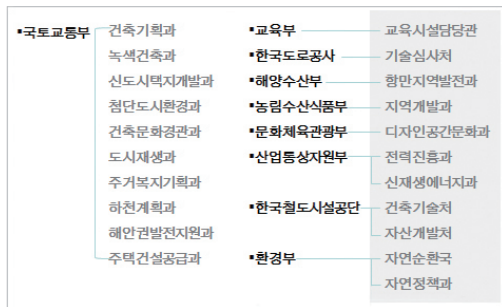 ▪국토교통부 건축기획과
녹색건축과
신도시택지개발과
첨단도시환경과
건축문화경관과
도시재생과
주거복지기획과
하천계획과
해안권발전지원과
주택건설공급과
▪교육부 교육시설담당관
▪한국도로공사 기술심사처
▪해양수산부 항만지역발전과
▪농림수산식품부 지역개발과
▪문화체육관광부 디자인공간문화과
▪산업통상자원부 전력진흥과
신재생에너지과
▪한국철도시설공단 건축기술처
자산개발처
▪환경부 자연순환국
자연정책과